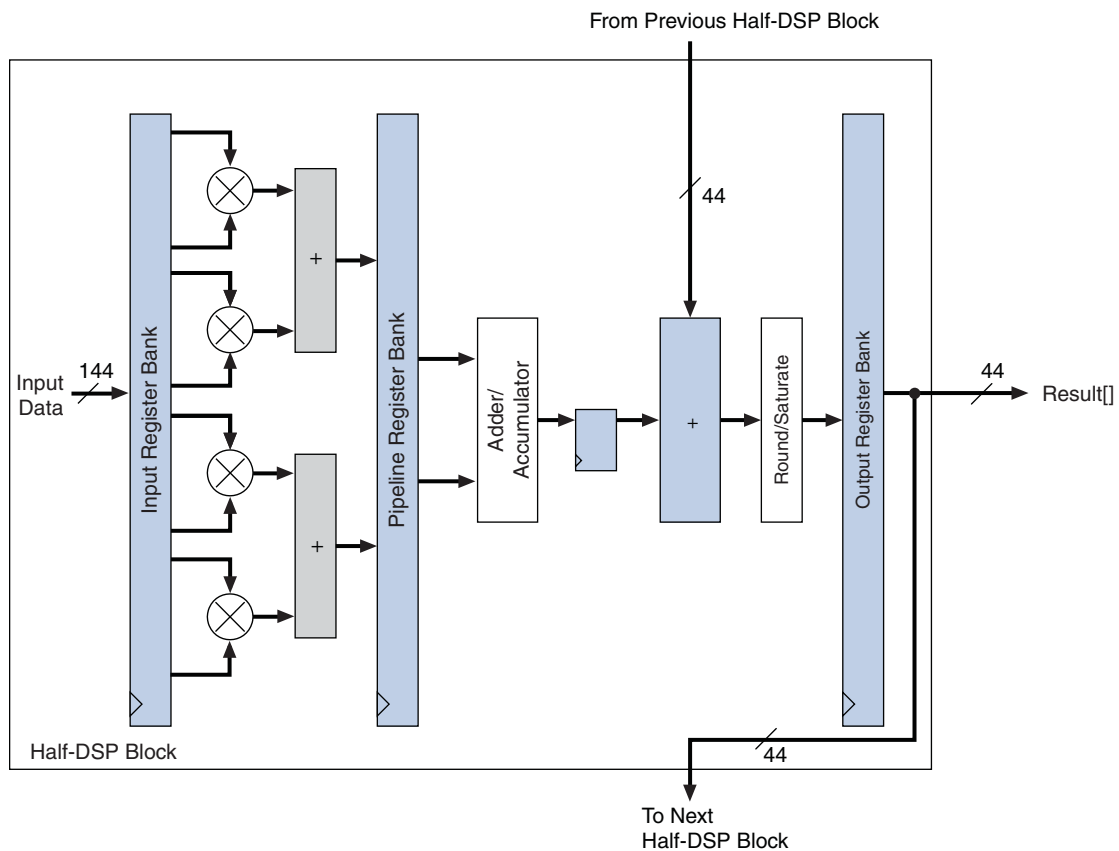 From Previous Half-DSP Block
44
144
Input
Data
Input Register Bank
+
+
Pipeline Register Bank
Adder/
Accumulator
+
Round/Saturate
Output Register Bank
44
Result[]
Half-DSP Block
44
To Next
Half-DSP Block